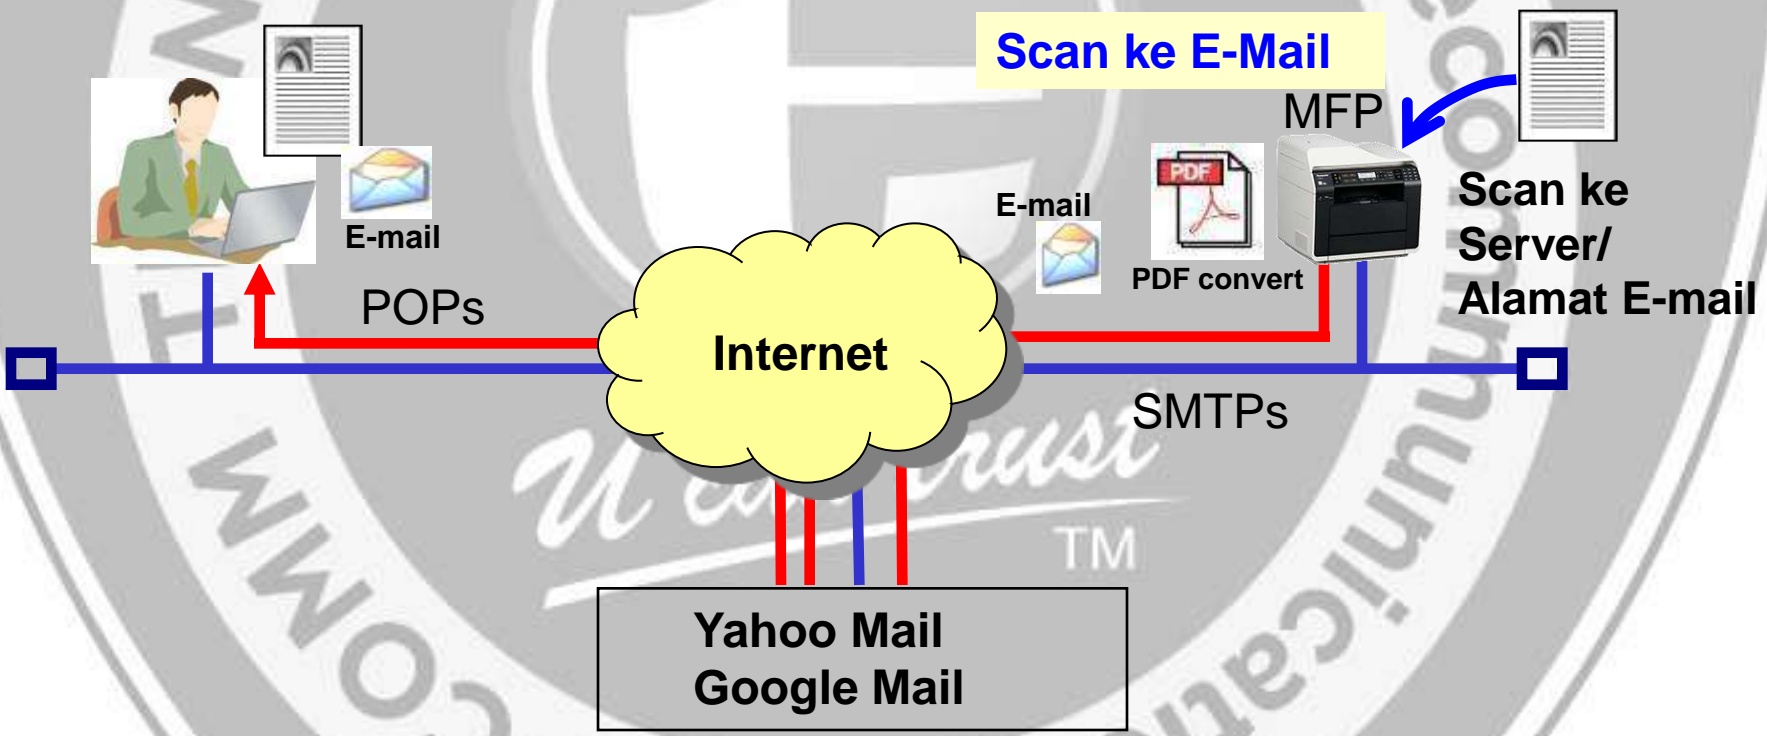 Scan ke E-Mail
MFP
PDF
E-mail
E-mail
PDF convert
Scan ke
Server/
Alamat E-mail
POPs
Internet
SMTPs
TM
Yahoo Mail
Google Mail